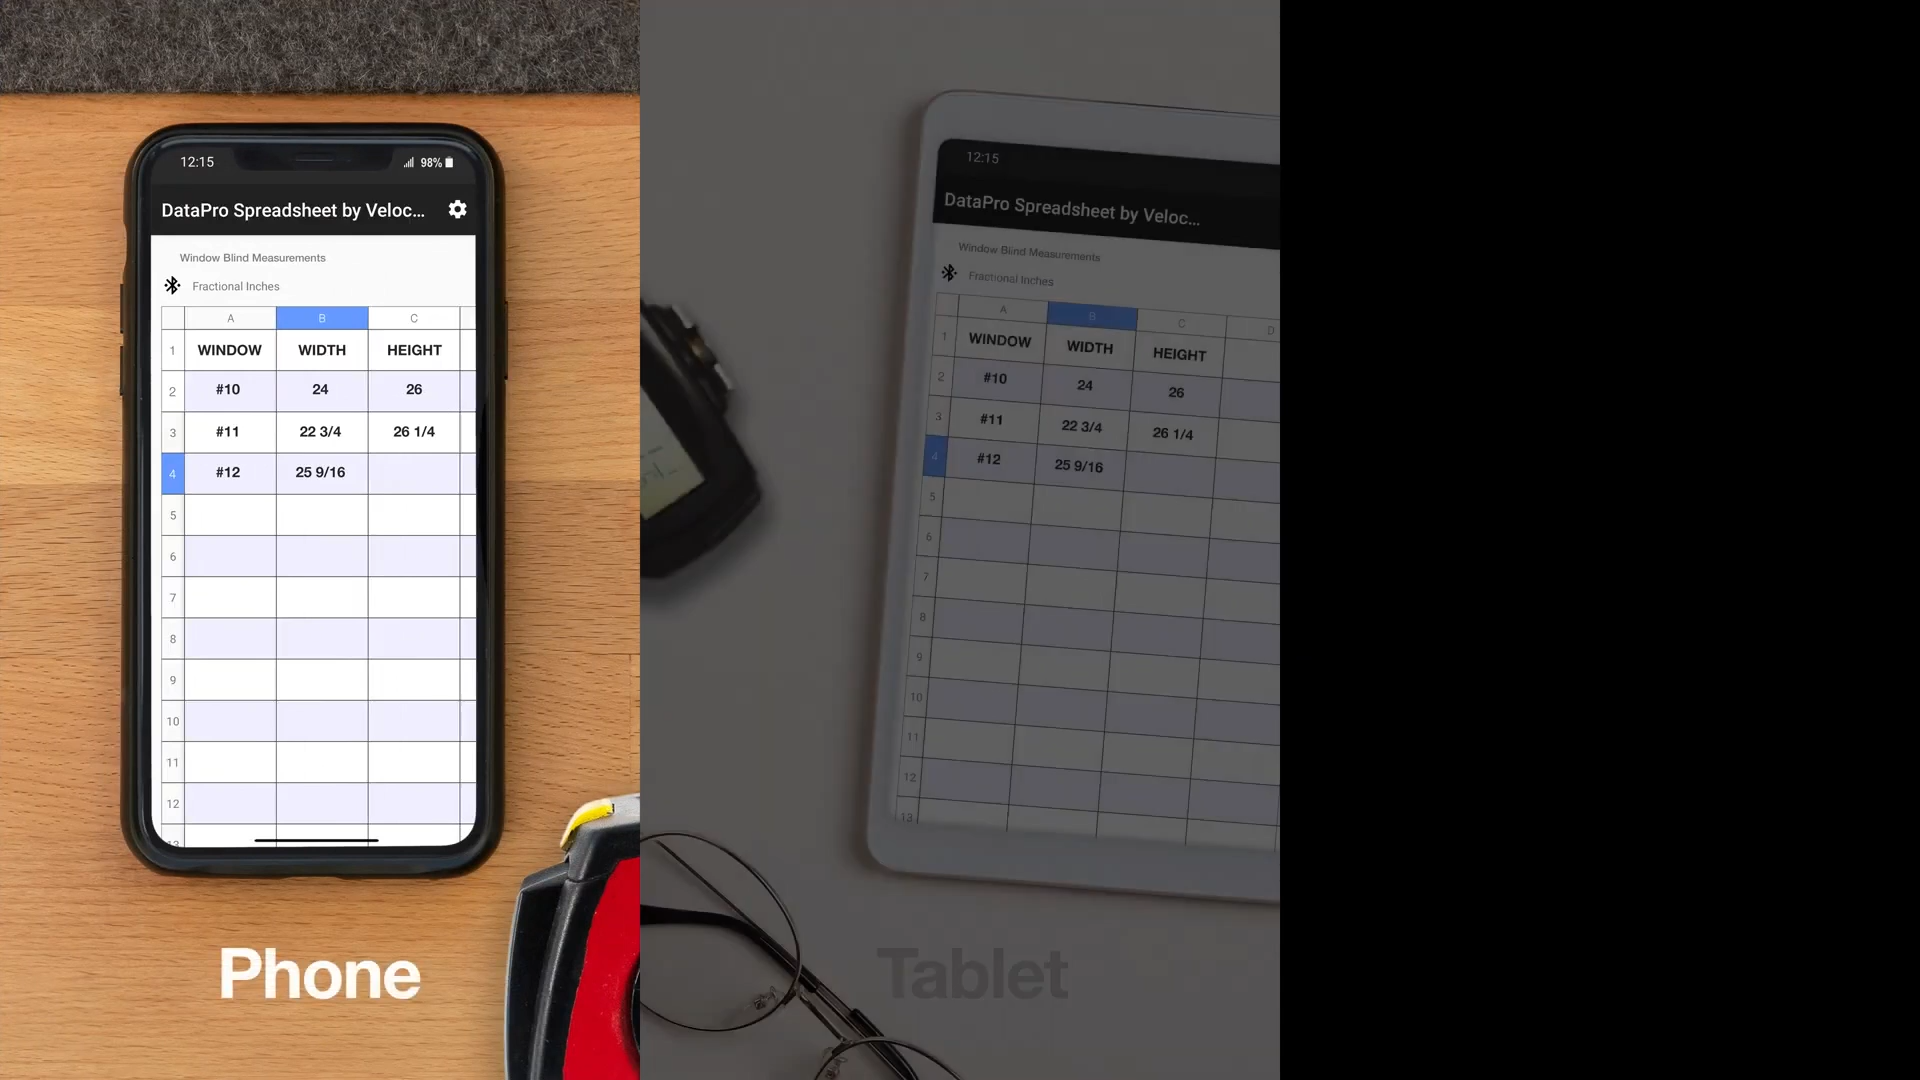 12:15
98%
DataPro Spreadsheet by Veloc...
Window Blind Measurements
Fractional Inches
A B C
1 WINDOW WIDTH HEIGHT
2 #10 24 26
3 #11 22 3/4 26 1/4
4 #12 25 9/16
5
6
7
8
9
10
11
12
13
Phone
12:15
DataPro Spreadsheet by Veloc...
Window Blind Measurements
Fractional Inches
A B C D
1 WINDOW WIDTH HEIGHT
2 #10 24 26
3 #11 22 3/4 26 1/4
4 #12 25 9/16
5
6
7
8
9
10
11
12
13
Tablet